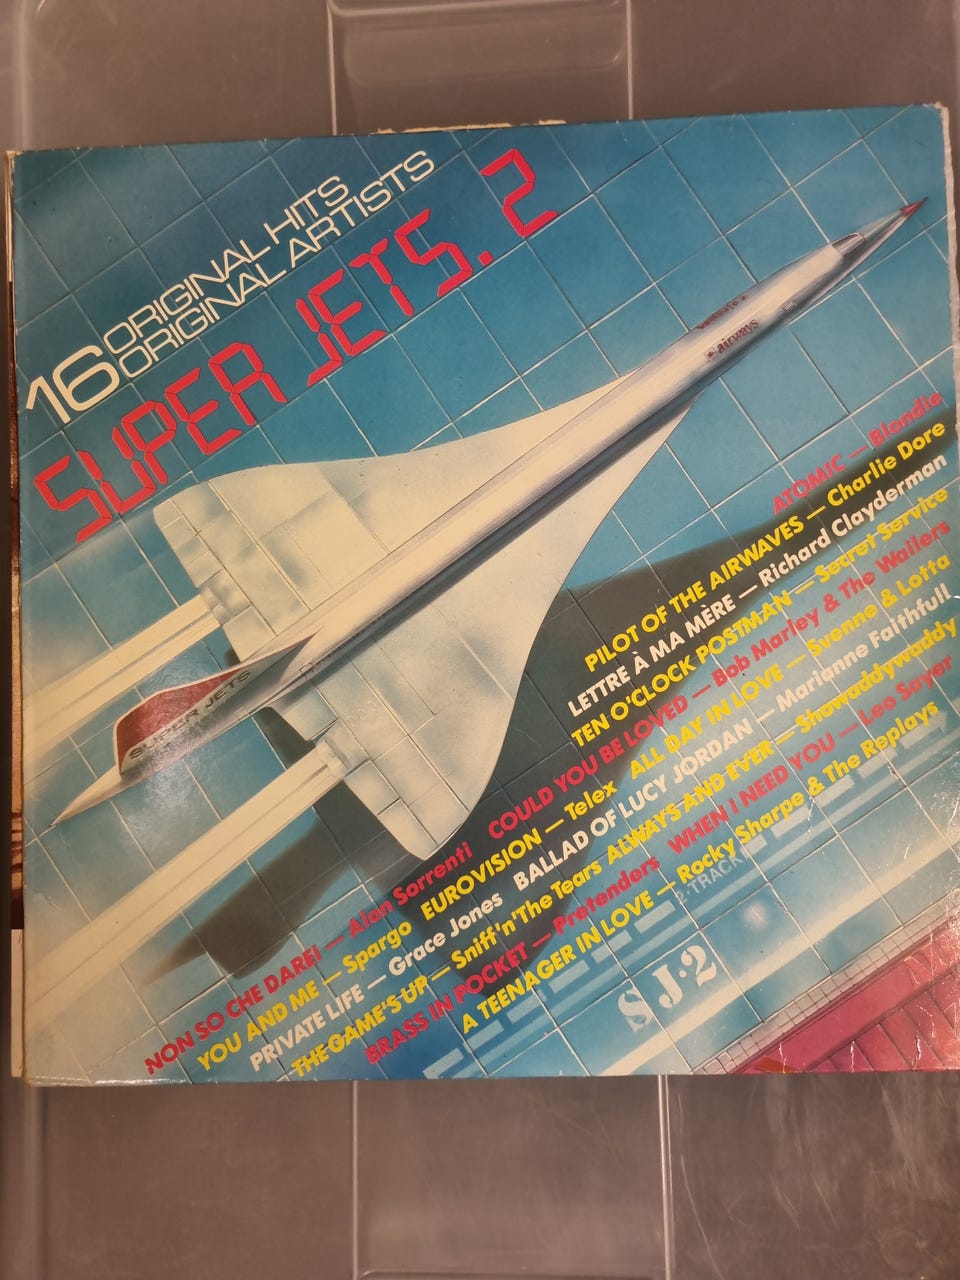 16 ORIGINAL HITS
ORIGINAL ARTISTS
SUPER JETS. 2
airways
SUPER JETS
ATOMIC — Blondie
PILOT OF THE AIRWAVES — Charlie Dore
LETTRE À MA MÈRE — Richard Clayderman
TEN O'CLOCK POSTMAN — Secret Service
COULD YOU BE LOVED — Bob Marley & The Wailers
ALL DAY IN LOVE — Svenne & Lotta
EUROVISION — Telex
BALLAD OF LUCY JORDAN — Marianne Faithfull
ALWAYS AND EVER — Showaddywaddy
WHEN I NEED YOU — Leo Sayer
NON SO CHE DAREI — Alan Sorrenti
YOU AND ME — Spargo
PRIVATE LIFE — Grace Jones
THE GAME'S UP — Sniff 'n' The Tears
BRASS IN POCKET — Pretenders
A TEENAGER IN LOVE — Rocky Sharpe & The Replays
2-TRACK
SJ·2